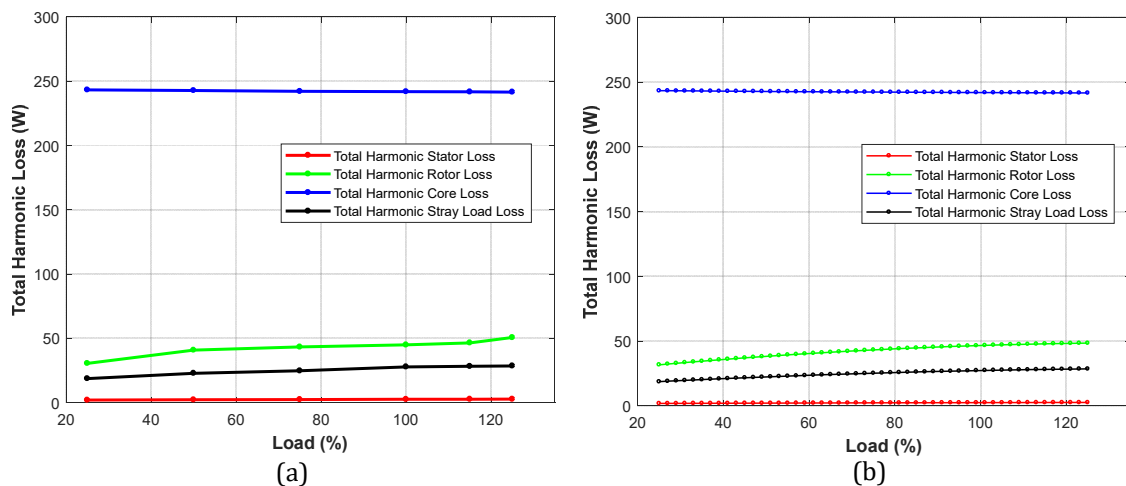 300
250
200
150
100
50
0
Total Harmonic Loss (W)
Total Harmonic Stator Loss
Total Harmonic Rotor Loss
Total Harmonic Core Loss
Total Harmonic Stray Load Loss
20 40 60 80 100 120
Load (%)
(a)
300
250
200
150
100
50
0
Total Harmonic Loss (W)
Total Harmonic Stator Loss
Total Harmonic Rotor Loss
Total Harmonic Core Loss
Total Harmonic Stray Load Loss
20 40 60 80 100 120
Load (%)
(b)